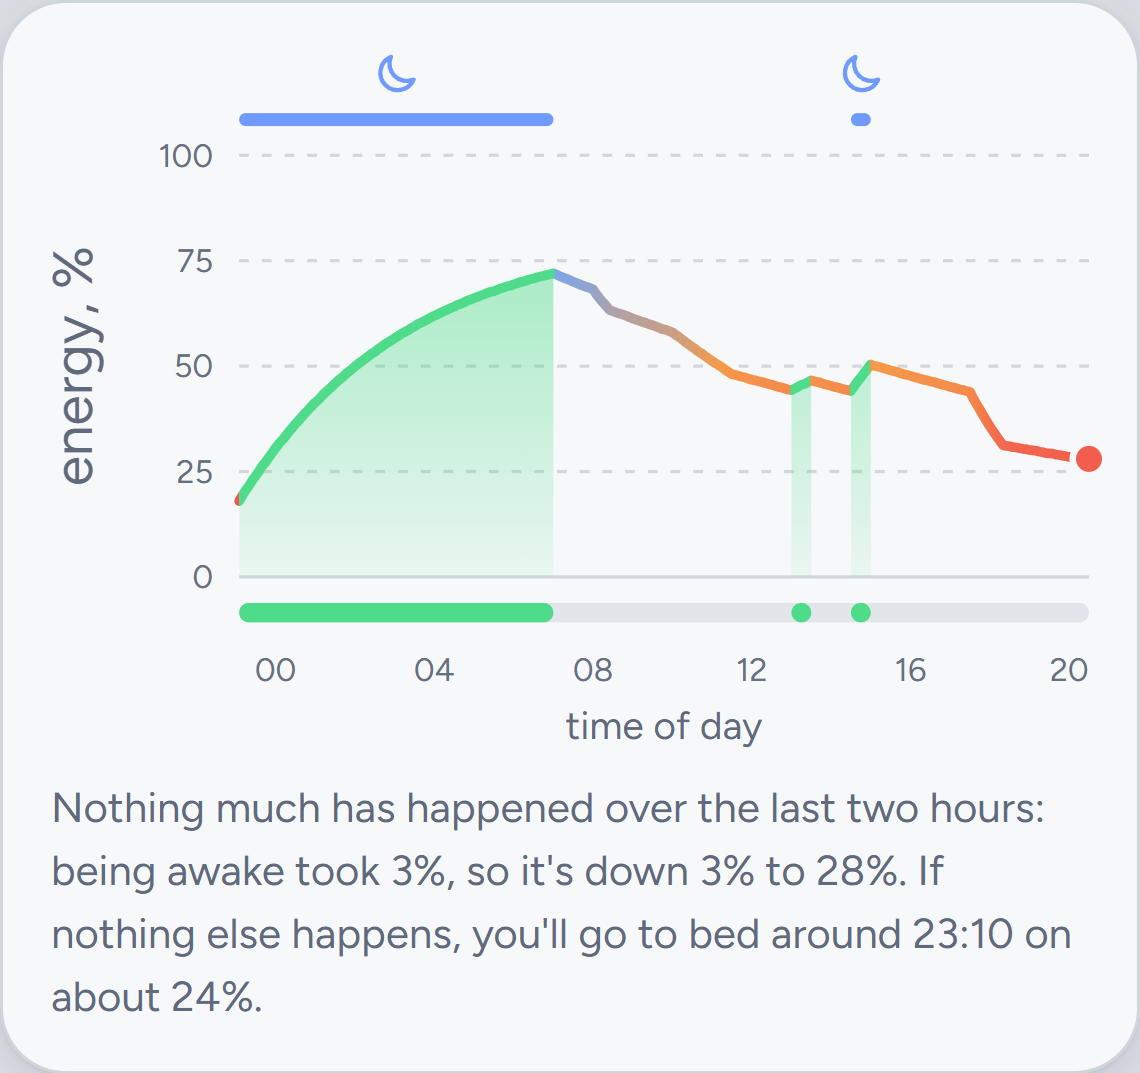 100
75
50
25
0
energy, %
00 04 08 12 16 20
time of day
Nothing much has happened over the last two hours:
being awake took 3%, so it's down 3% to 28%. If
nothing else happens, you'll go to bed around 23:10 on
about 24%.